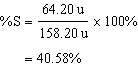 %S = 64.20 u / 158.20 u x 100%
= 40.58%